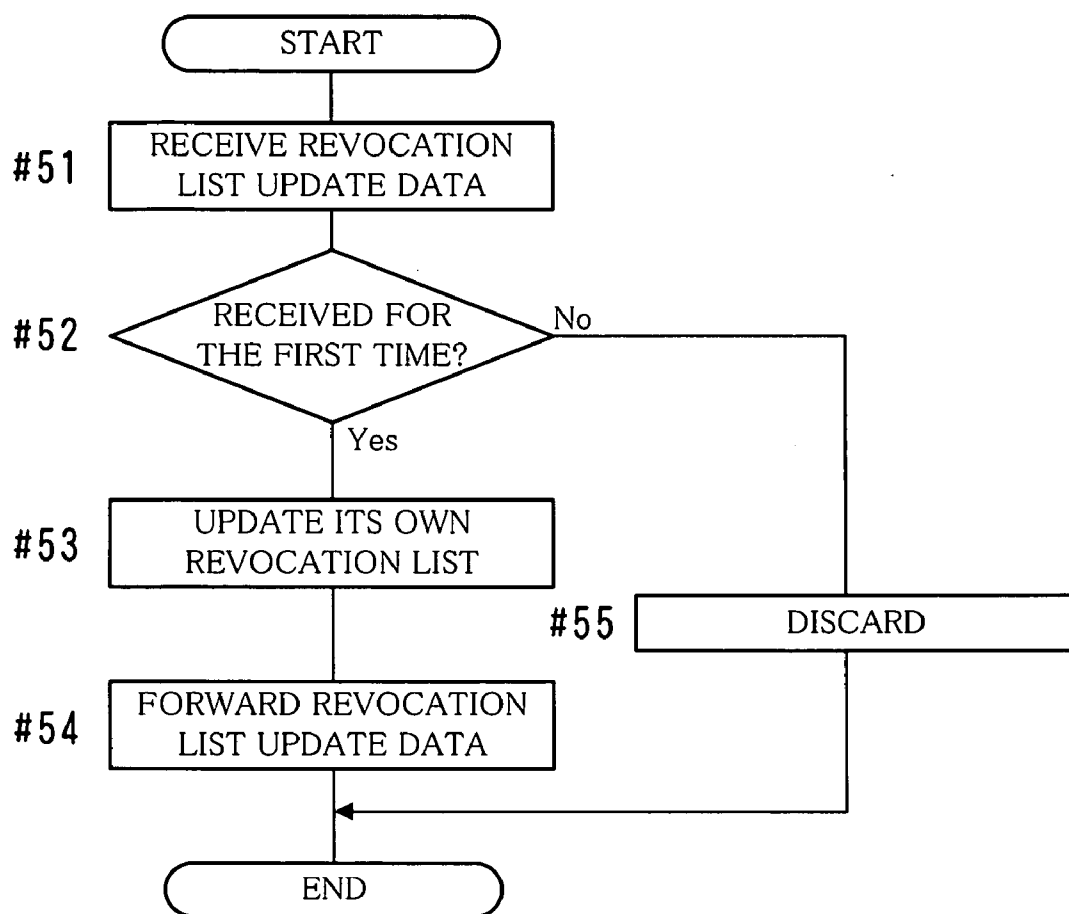 START
#51
RECEIVE REVOCATION
LIST UPDATE DATA
#52
RECEIVED FOR
THE FIRST TIME?
No
Yes
#53
UPDATE ITS OWN
REVOCATION LIST
#55
DISCARD
#54
FORWARD REVOCATION
LIST UPDATE DATA
END